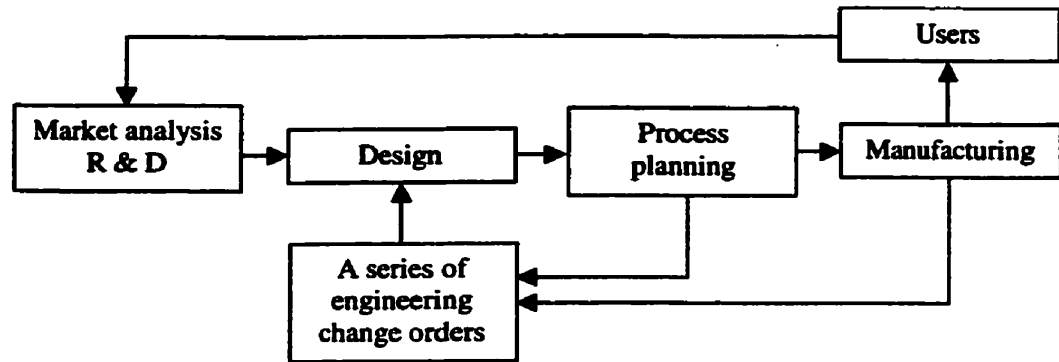 Users
Market analysis
R & D
Design
Process
planning
Manufacturing
A series of
engineering
change orders